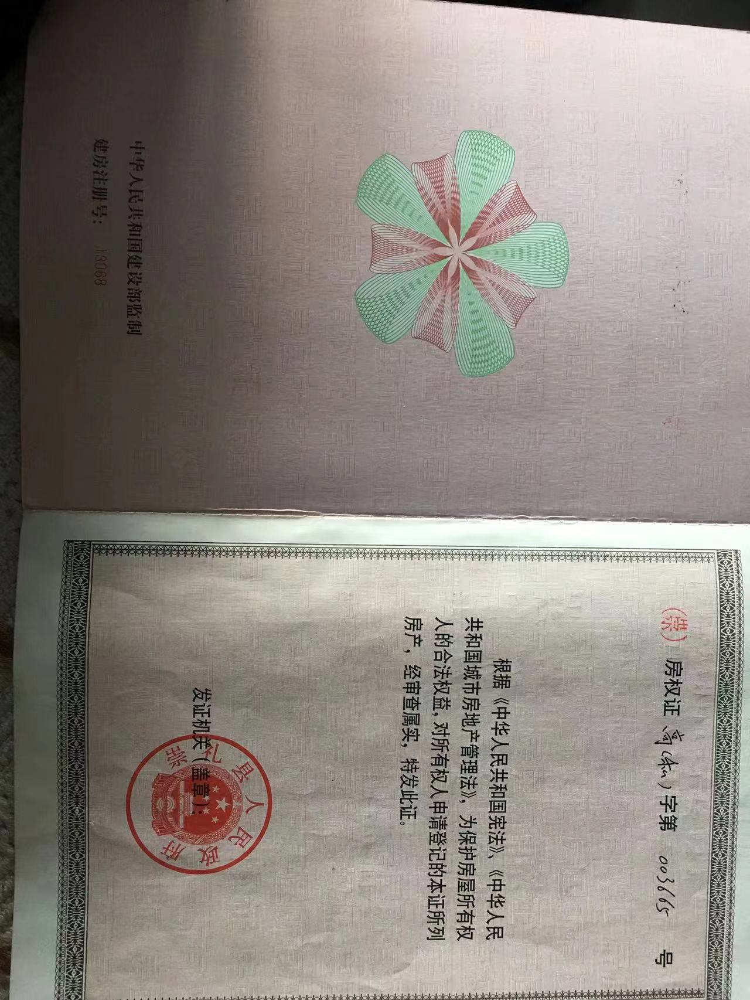 中华人民共和国建设部监制
建房注册号： 13068
（崇）房权证高（私）字第 003665 号
根据《中华人民共和国宪法》、《中华人民
共和国城市房地产管理法》，为保护房屋所有权
人的合法权益，对所有权人申请登记的本证所列
房产，经审查属实，特发此证。
发证机关（盖章）：
崇礼县人民政府